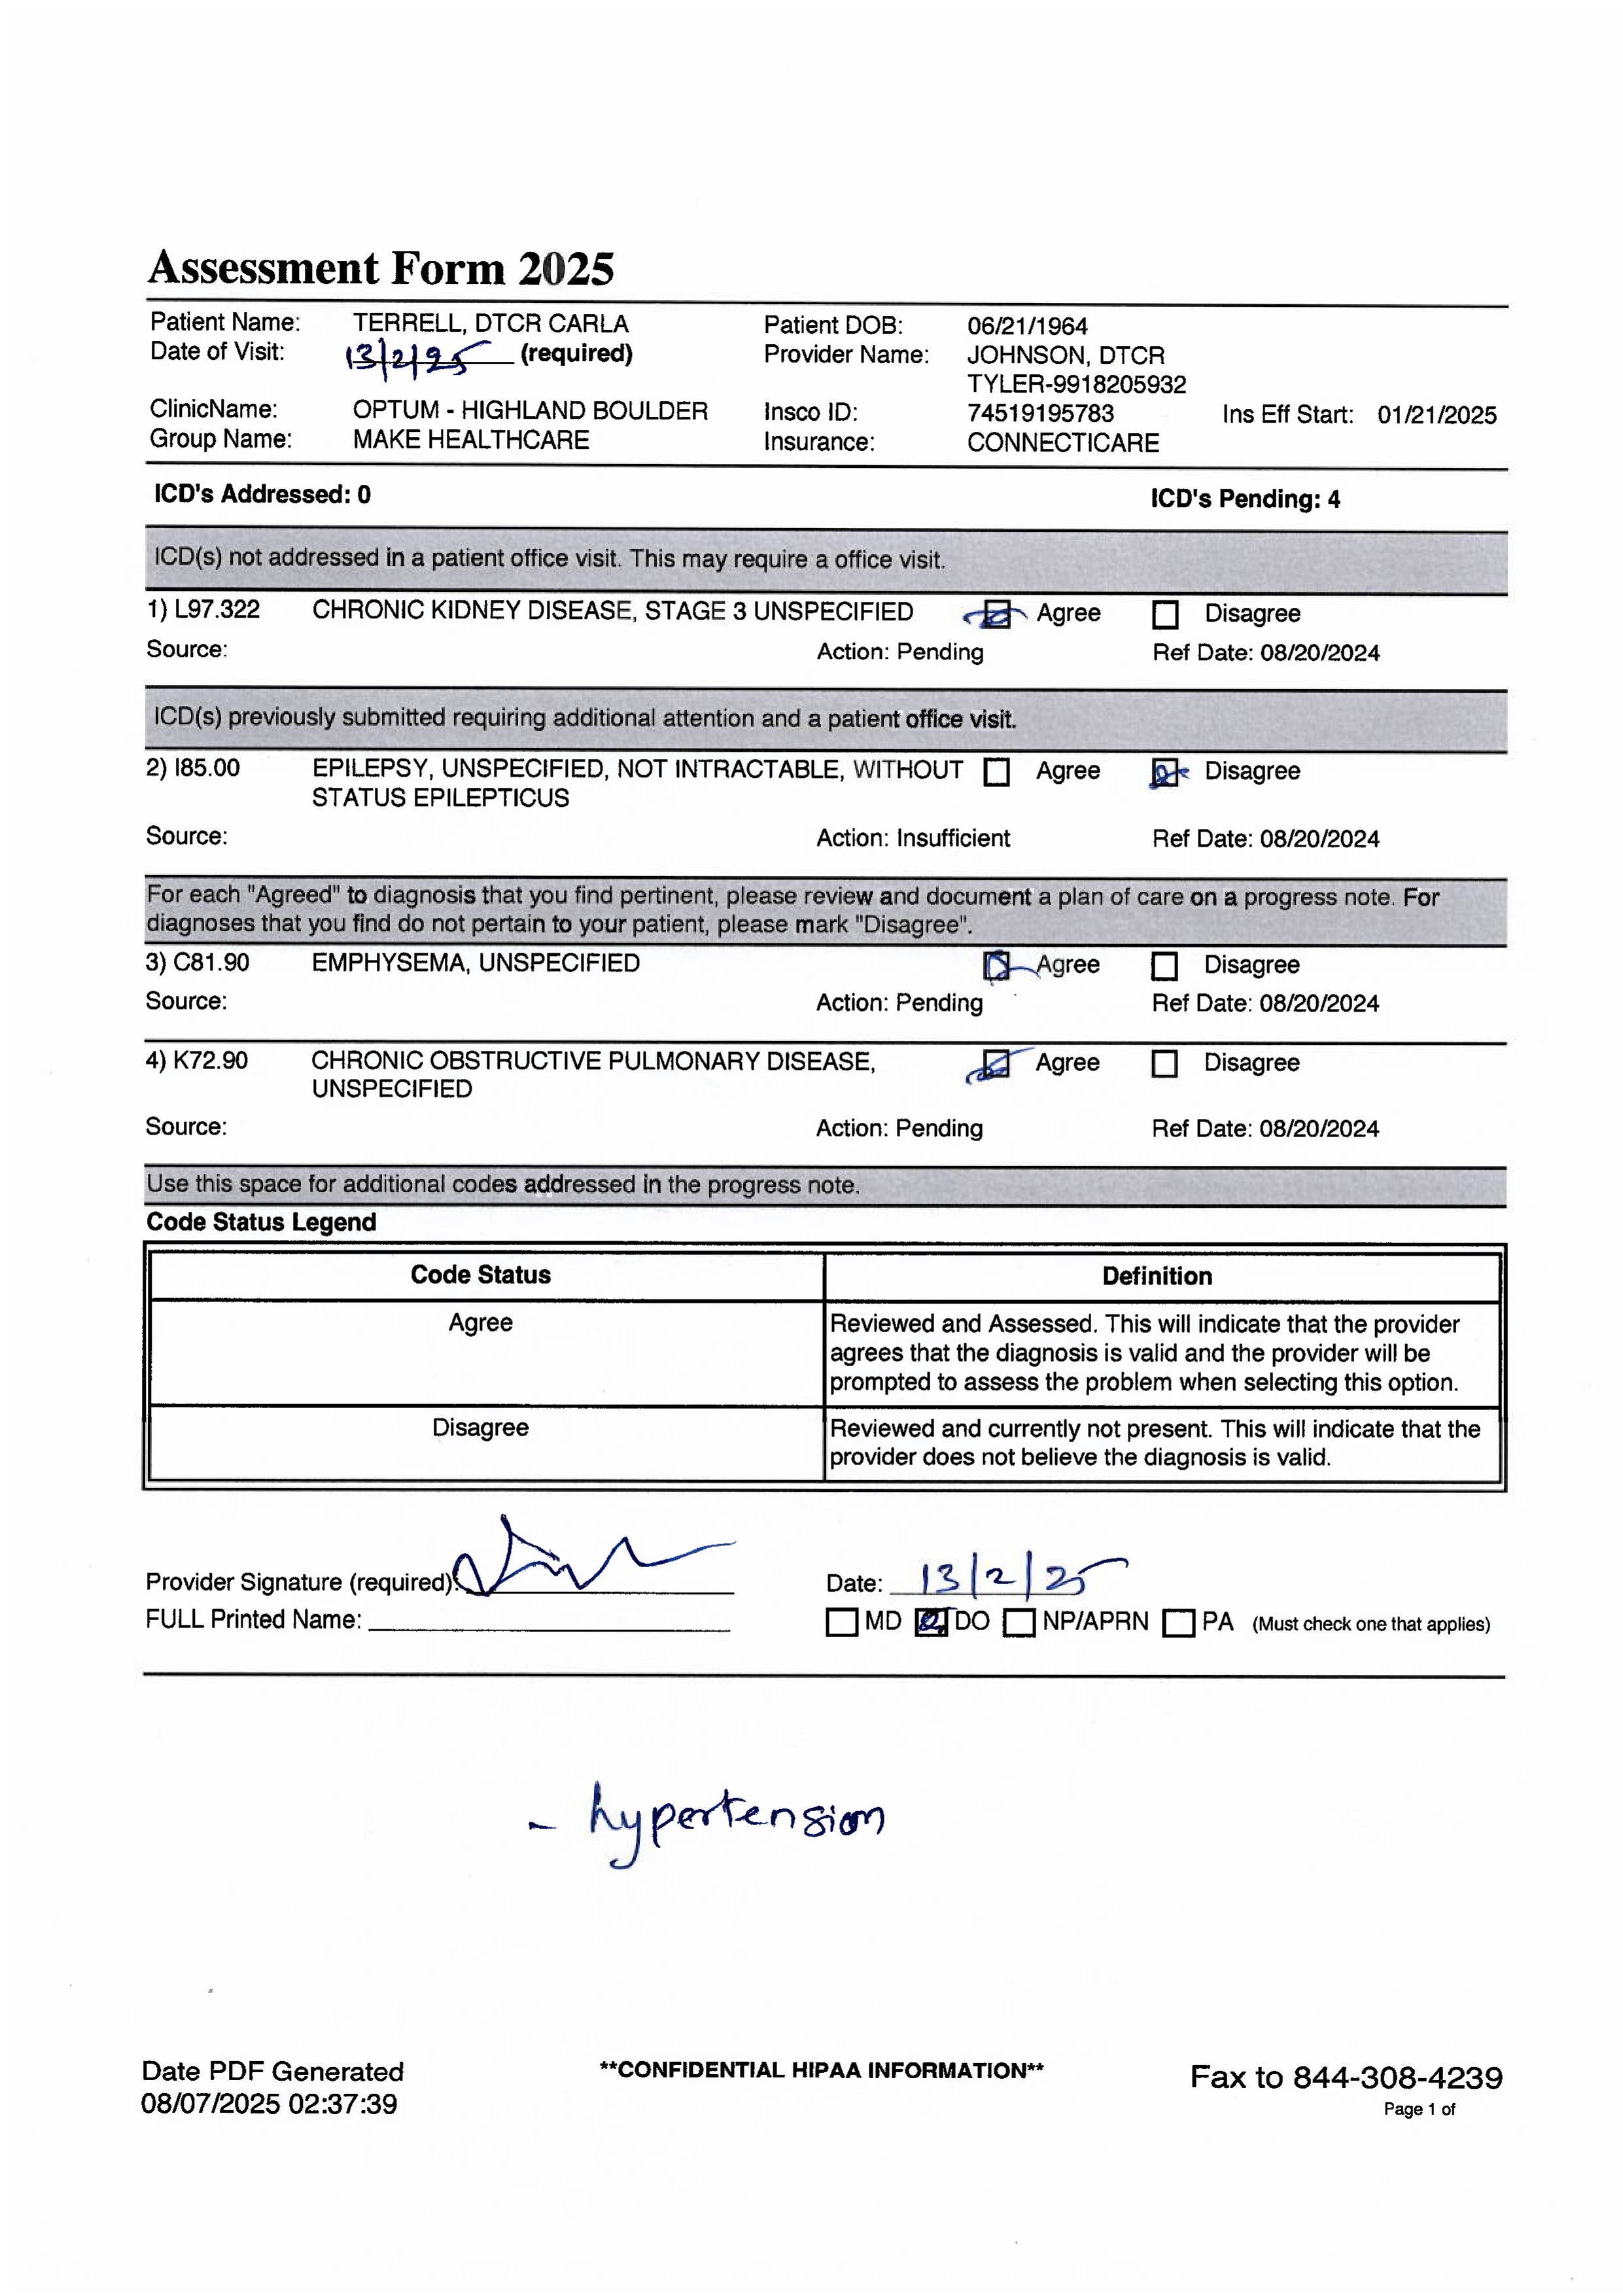 Assessment Form 2025
Patient Name: TERRELL, DTCR CARLA Patient DOB: 06/21/1964
Date of Visit: 13/2/25 (required) Provider Name: JOHNSON, DTCR
TYLER-9918205932
ClinicName: OPTUM - HIGHLAND BOULDER Insco ID: 74519195783 Ins Eff Start: 01/21/2025
Group Name: MAKE HEALTHCARE Insurance: CONNECTICARE
ICD's Addressed: 0 ICD's Pending: 4
ICD(s) not addressed in a patient office visit. This may require a office visit.
1) L97.322 CHRONIC KIDNEY DISEASE, STAGE 3 UNSPECIFIED Agree Disagree
Source: Action: Pending Ref Date: 08/20/2024
ICD(s) previously submitted requiring additional attention and a patient office visit.
2) I85.00 EPILEPSY, UNSPECIFIED, NOT INTRACTABLE, WITHOUT Agree Disagree
STATUS EPILEPTICUS
Source: Action: Insufficient Ref Date: 08/20/2024
For each "Agreed" to diagnosis that you find pertinent, please review and document a plan of care on a progress note. For
diagnoses that you find do not pertain to your patient, please mark "Disagree".
3) C81.90 EMPHYSEMA, UNSPECIFIED Agree Disagree
Source: Action: Pending Ref Date: 08/20/2024
4) K72.90 CHRONIC OBSTRUCTIVE PULMONARY DISEASE, Agree Disagree
UNSPECIFIED
Source: Action: Pending Ref Date: 08/20/2024
Use this space for additional codes addressed in the progress note.
Code Status Legend
Code Status Definition
Agree Reviewed and Assessed. This will indicate that the provider
agrees that the diagnosis is valid and the provider will be
prompted to assess the problem when selecting this option.
Disagree Reviewed and currently not present. This will indicate that the
provider does not believe the diagnosis is valid.
Provider Signature (required): Date: 13/2/25
FULL Printed Name: MD DO NP/APRN PA (Must check one that applies)
- hypertension
Date PDF Generated **CONFIDENTIAL HIPAA INFORMATION** Fax to 844-308-4239
08/07/2025 02:37:39 Page 1 of